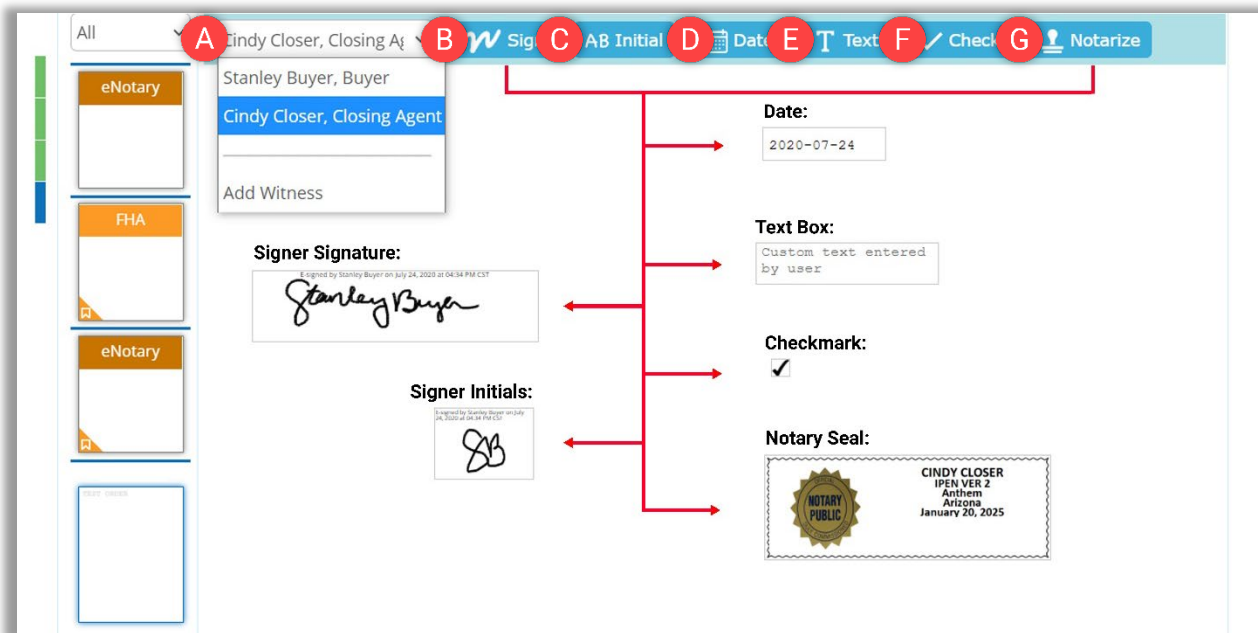 All
A
Cindy Closer, Closing Ag
B
Sign
C
AB Initial
D
Date
E
T Text
F
Check
G
Notarize
Stanley Buyer, Buyer
Cindy Closer, Closing Agent
Add Witness
eNotary
FHA
eNotary
TEXT ORDER
Date:
2020-07-24
Text Box:
Custom text entered
by user
Signer Signature:
E-signed by Stanley Buyer on July 24, 2020 at 04:34 PM CST
Stanley Buyer
Checkmark:
Signer Initials:
E-signed by Stanley Buyer on July
24, 2020 at 04:34 PM CST
SB
Notary Seal:
NOTARY
PUBLIC
CINDY CLOSER
IPEN VER 2
Anthem
Arizona
January 20, 2025